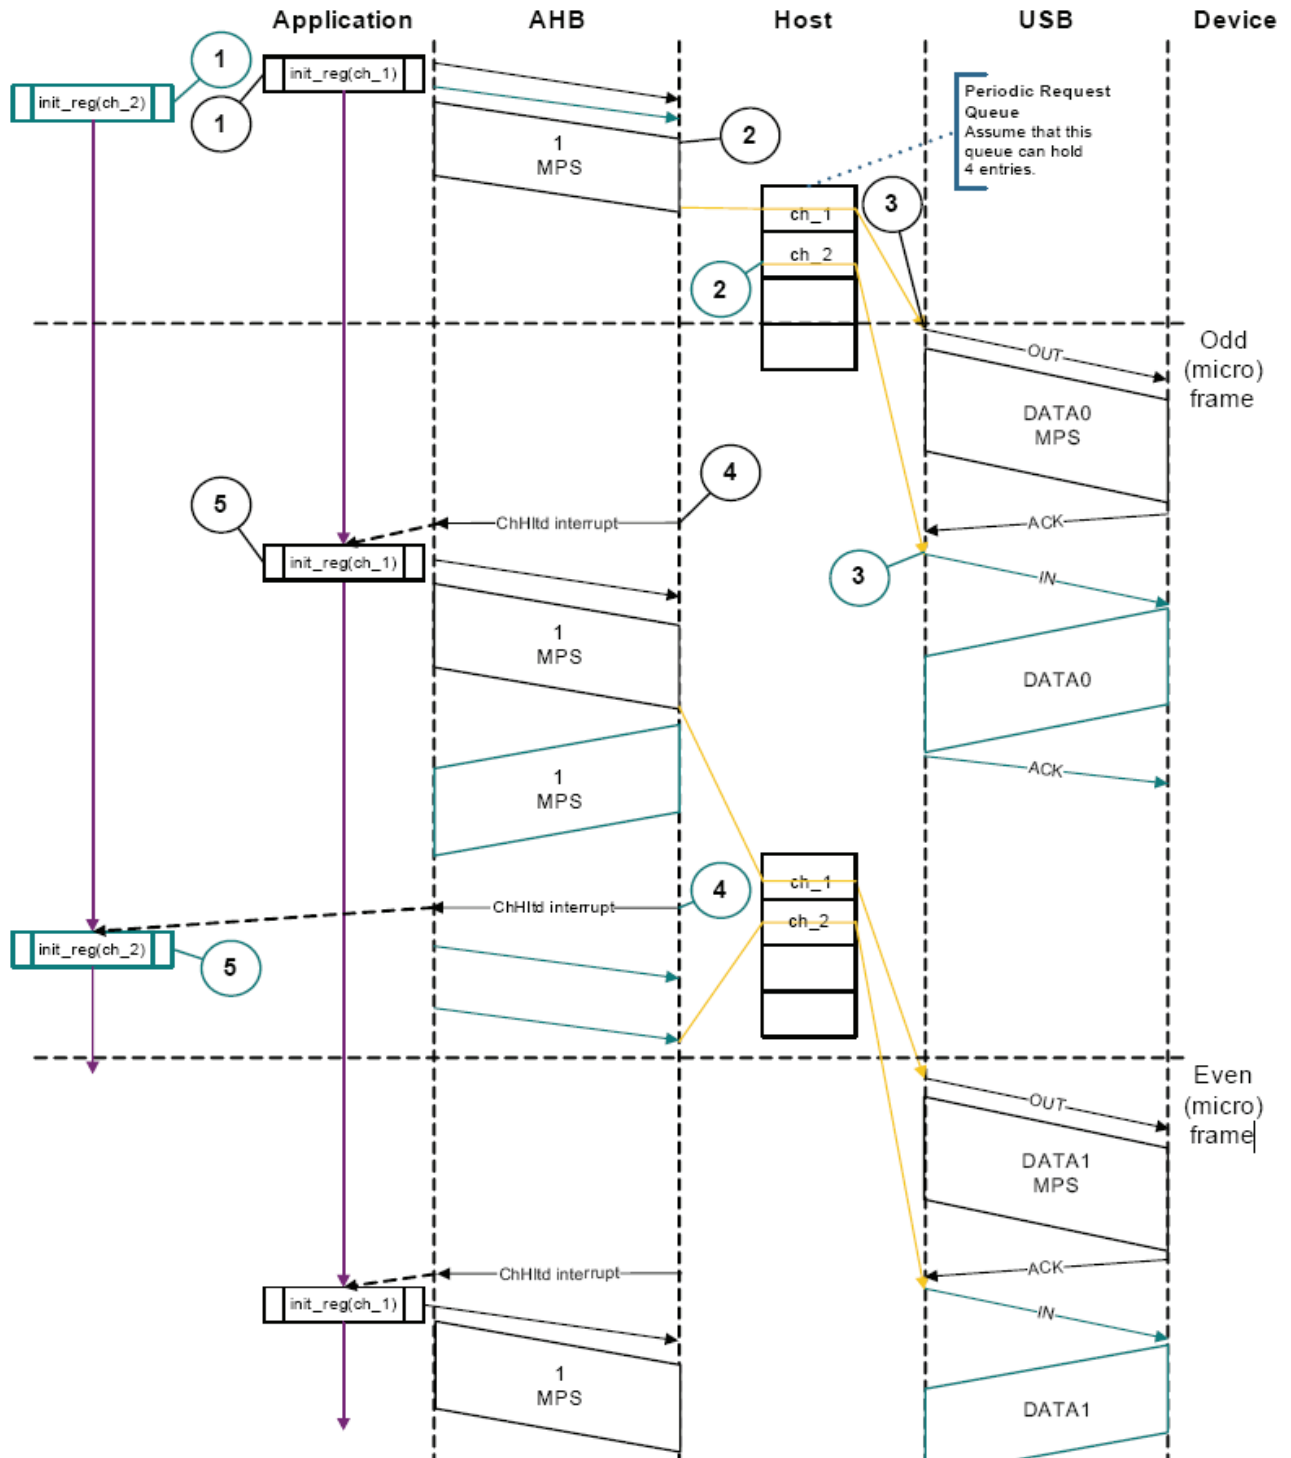 Application
AHB
Host
USB
Device
1
init_reg(ch_1)
init_reg(ch_2)
1
Periodic Request
Queue
Assume that this
queue can hold
4 entries.
2
1
MPS
3
ch_1
ch_2
2
Odd
(micro)
frame
OUT
DATA0
MPS
4
5
ChHltd interrupt
ACK
init_reg(ch_1)
3
IN
1
MPS
DATA0
ACK
1
MPS
4
ch_1
ChHltd interrupt
ch_2
init_reg(ch_2)
5
Even
(micro)
frame
OUT
DATA1
MPS
ChHltd interrupt
ACK
init_reg(ch_1)
IN
1
MPS
DATA1